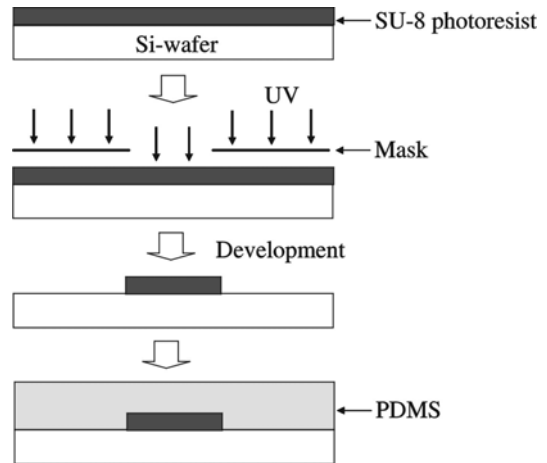 SU-8 photoresist
Si-wafer
UV
Mask
Development
PDMS